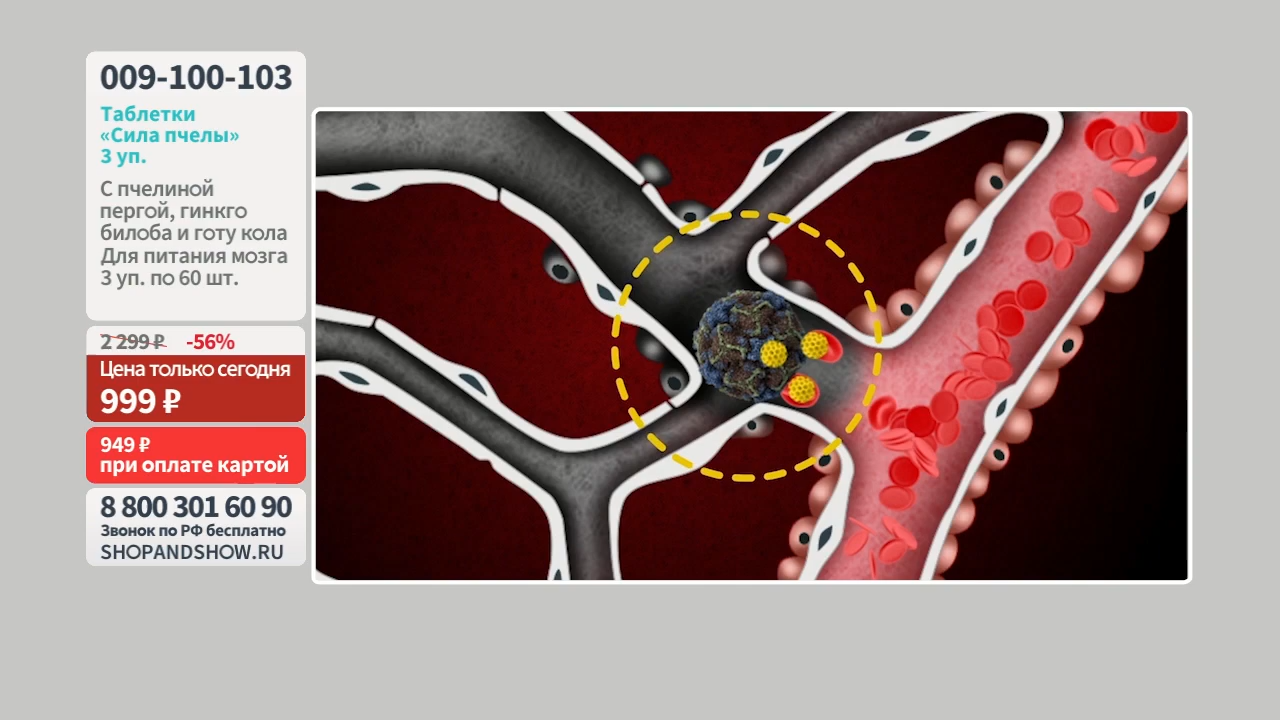 009-100-103
Таблетки
«Сила пчелы»
3 уп.
С пчелиной
пергой, гинкго
билоба и готу кола
Для питания мозга
3 уп. по 60 шт.
2 299 ₽ -56%
Цена только сегодня
999 ₽
949 ₽
при оплате картой
8 800 301 60 90
Звонок по РФ бесплатно
SHOPANDSHOW.RU